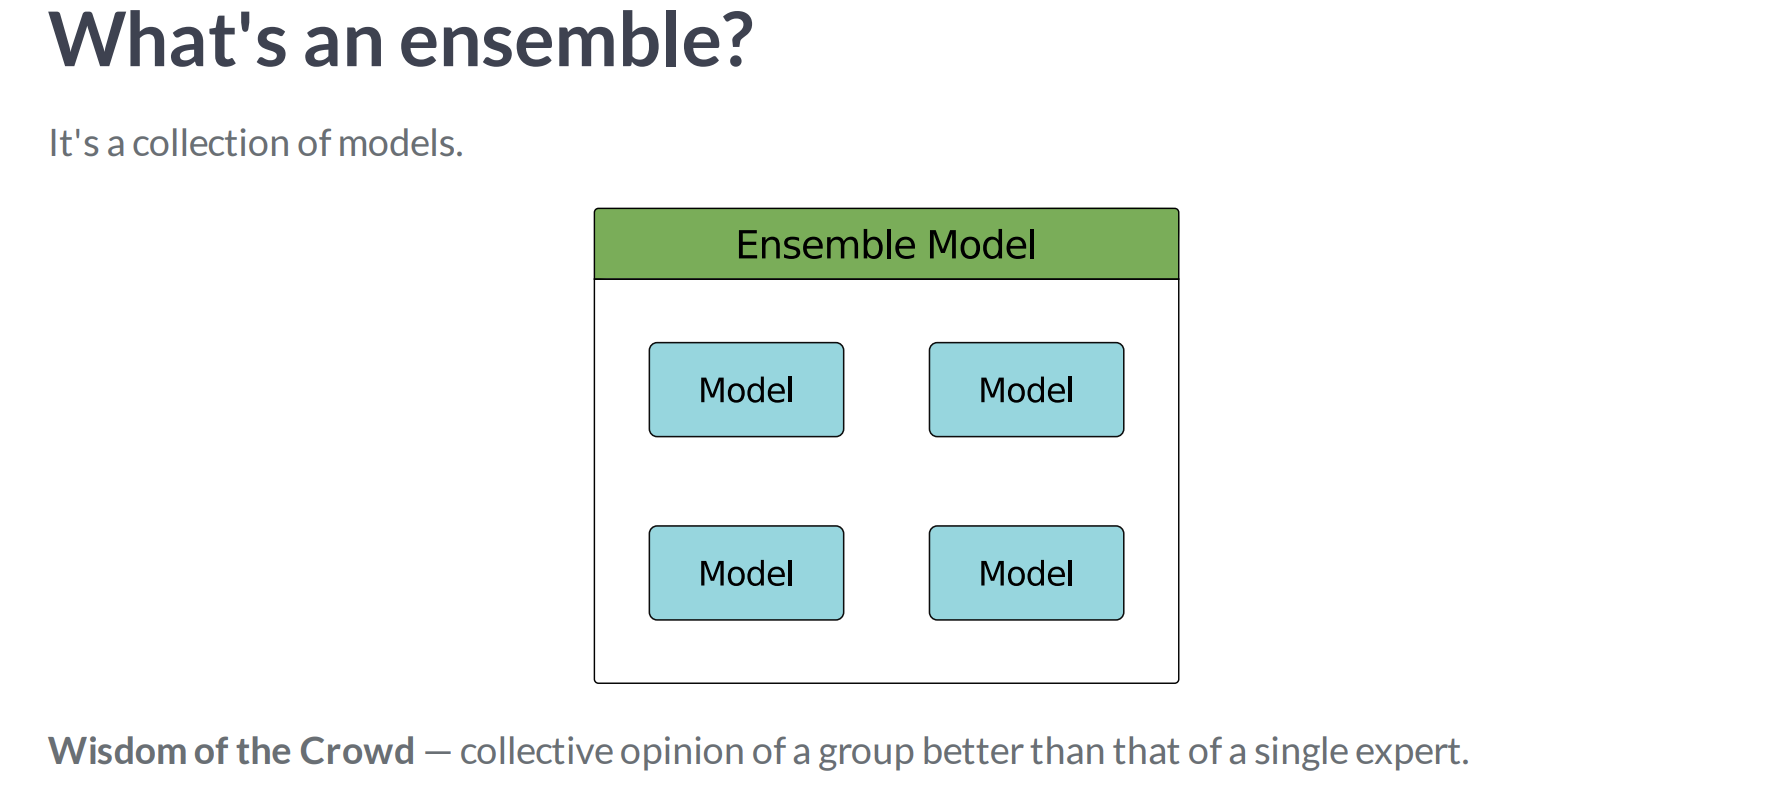 What's an ensemble?
It's a collection of models.
Ensemble Model
Model Model
Model Model
Wisdom of the Crowd — collective opinion of a group better than that of a single expert.